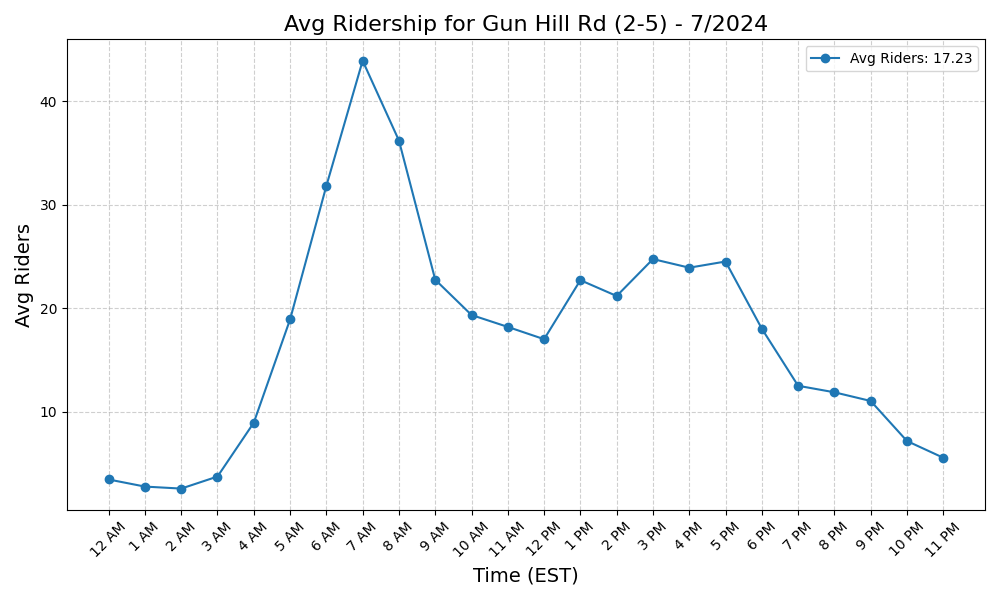 Avg Ridership for Gun Hill Rd (2-5) - 7/2024
Avg Riders: 17.23
Avg Riders
40
30
20
10
12 AM
1 AM
2 AM
3 AM
4 AM
5 AM
6 AM
7 AM
8 AM
9 AM
10 AM
11 AM
12 PM
1 PM
2 PM
3 PM
4 PM
5 PM
6 PM
7 PM
8 PM
9 PM
10 PM
11 PM
Time (EST)